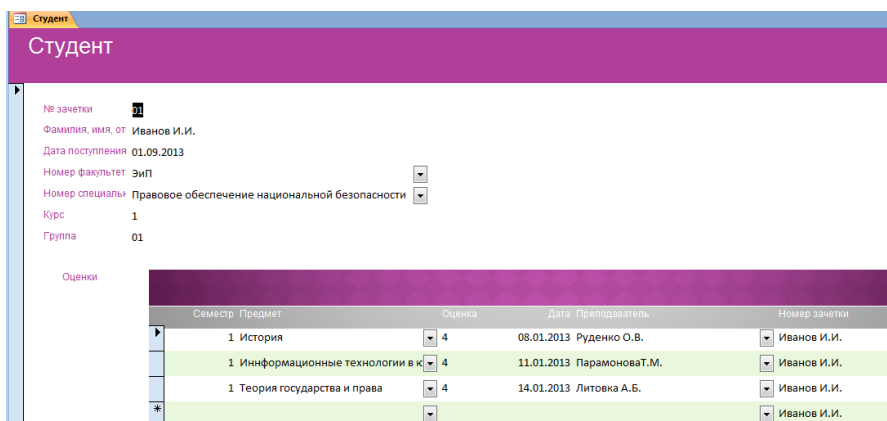 Студент
Студент
№ зачетки 01
Фамилия, имя, от Иванов И.И.
Дата поступления 01.09.2013
Номер факультет ЭиП
Номер специальн Правовое обеспечение национальной безопасности
Курс 1
Группа 01
Оценки
Семестр Предмет Оценка Дата Преподаватель Номер зачетки
1 История 4 08.01.2013 Руденко О.В. Иванов И.И.
1 Иннформационные технологии в ю 4 11.01.2013 ПарамоноваТ.М. Иванов И.И.
1 Теория государства и права 4 14.01.2013 Литовка А.Б. Иванов И.И.
Иванов И.И.